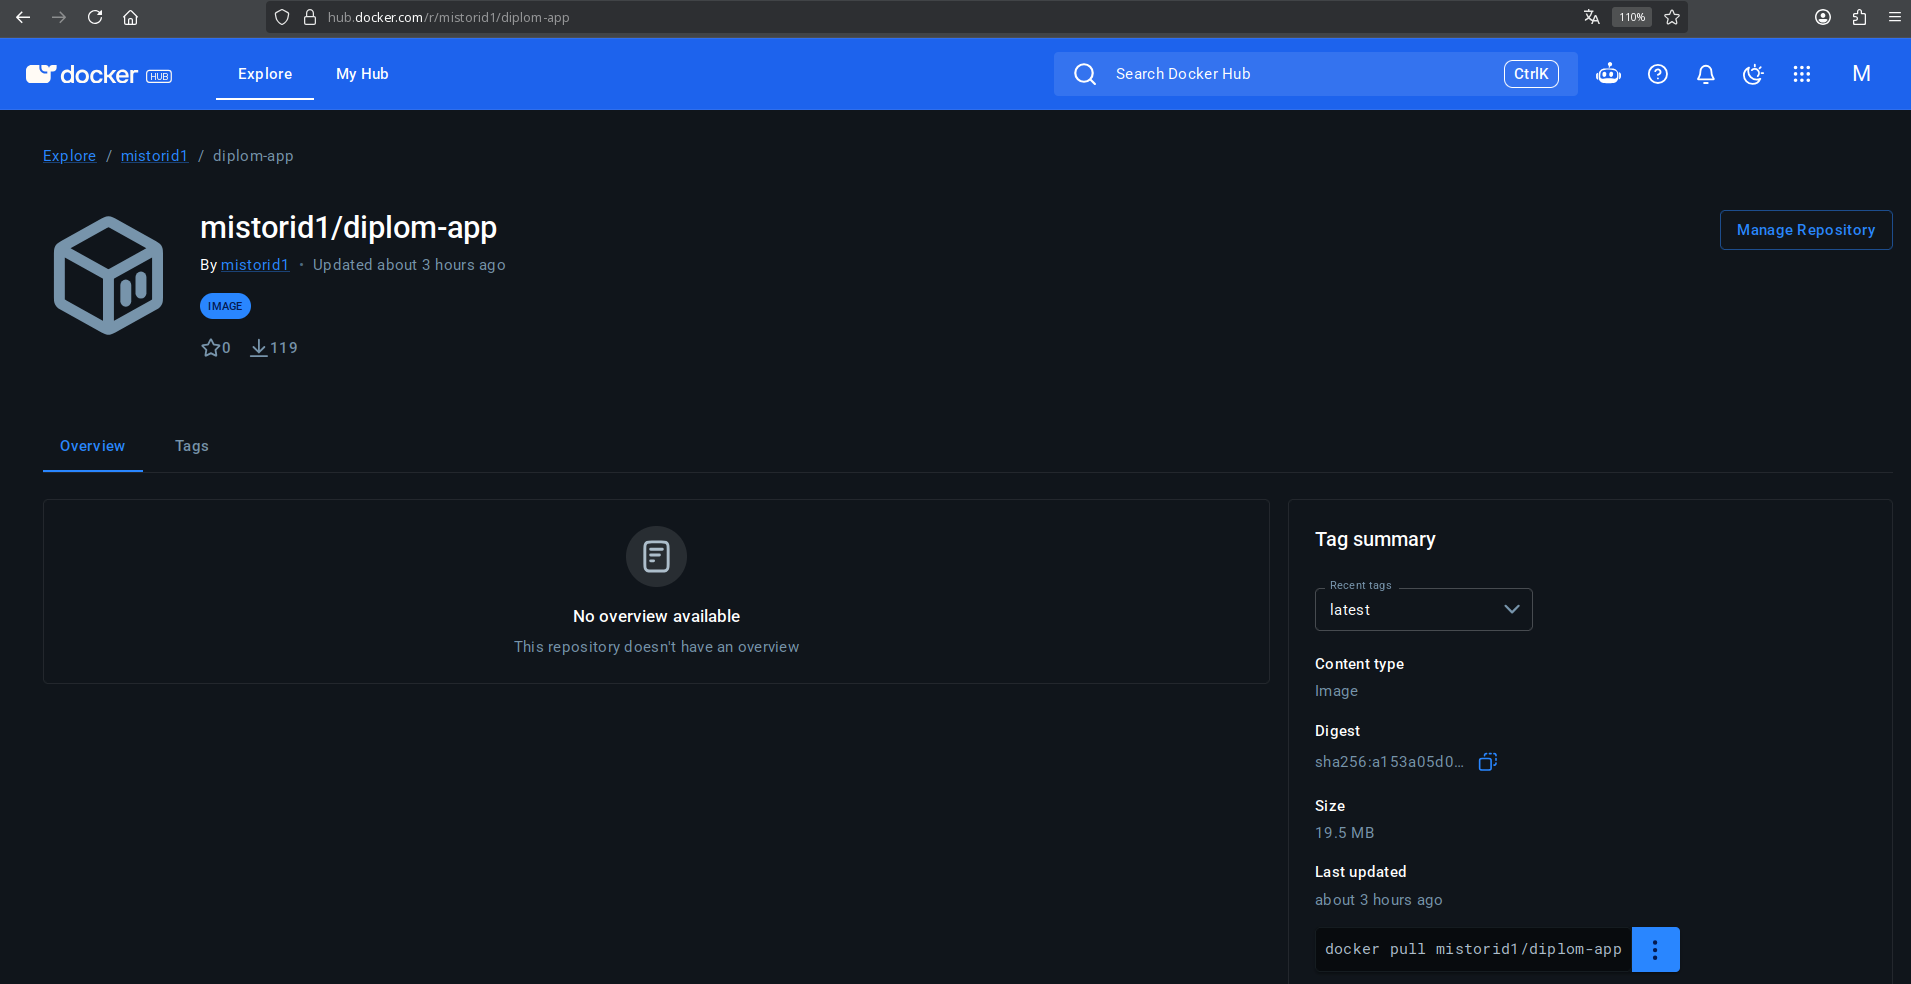 hub.docker.com/r/mistorid1/diplom-app
110%
docker HUB
Explore
My Hub
Search Docker Hub
CtrlK
M
Explore / mistorid1 / diplom-app
mistorid1/diplom-app
By mistorid1 • Updated about 3 hours ago
IMAGE
0
119
Manage Repository
Overview
Tags
No overview available
This repository doesn't have an overview
Tag summary
Recent tags
latest
Content type
Image
Digest
sha256:a153a05d0…
Size
19.5 MB
Last updated
about 3 hours ago
docker pull mistorid1/diplom-app